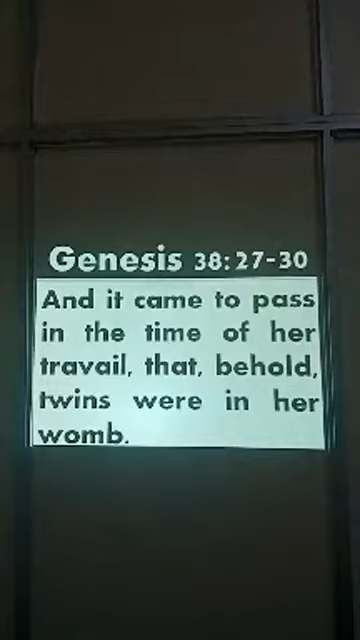 Genesis 38:27-30
And it came to pass
in the time of her
travail, that, behold,
twins were in her
womb.